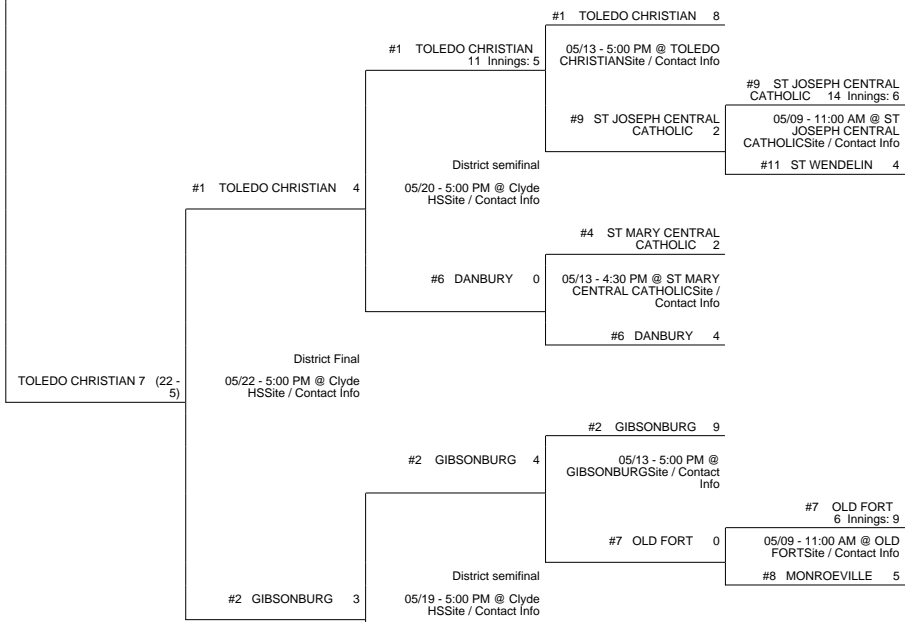 #1 TOLEDO CHRISTIAN 8
#1 TOLEDO CHRISTIAN
11 Innings: 5
05/13 - 5:00 PM @ TOLEDO
CHRISTIANSite / Contact Info
#9 ST JOSEPH CENTRAL
CATHOLIC 14 Innings: 6
#9 ST JOSEPH CENTRAL
CATHOLIC 2
05/09 - 11:00 AM @ ST
JOSEPH CENTRAL
CATHOLICSite / Contact Info
#11 ST WENDELIN 4
District semifinal
05/20 - 5:00 PM @ Clyde
HSSite / Contact Info
#1 TOLEDO CHRISTIAN 4
#4 ST MARY CENTRAL
CATHOLIC 2
#6 DANBURY 0
05/13 - 4:30 PM @ ST MARY
CENTRAL CATHOLICSite /
Contact Info
#6 DANBURY 4
District Final
05/22 - 5:00 PM @ Clyde
HSSite / Contact Info
TOLEDO CHRISTIAN 7 (22 -
5)
#2 GIBSONBURG 9
#2 GIBSONBURG 4
05/13 - 5:00 PM @
GIBSONBURGSite / Contact
Info
#7 OLD FORT
6 Innings: 9
#7 OLD FORT 0
05/09 - 11:00 AM @ OLD
FORTSite / Contact Info
#8 MONROEVILLE 5
District semifinal
05/19 - 5:00 PM @ Clyde
HSSite / Contact Info
#2 GIBSONBURG 3